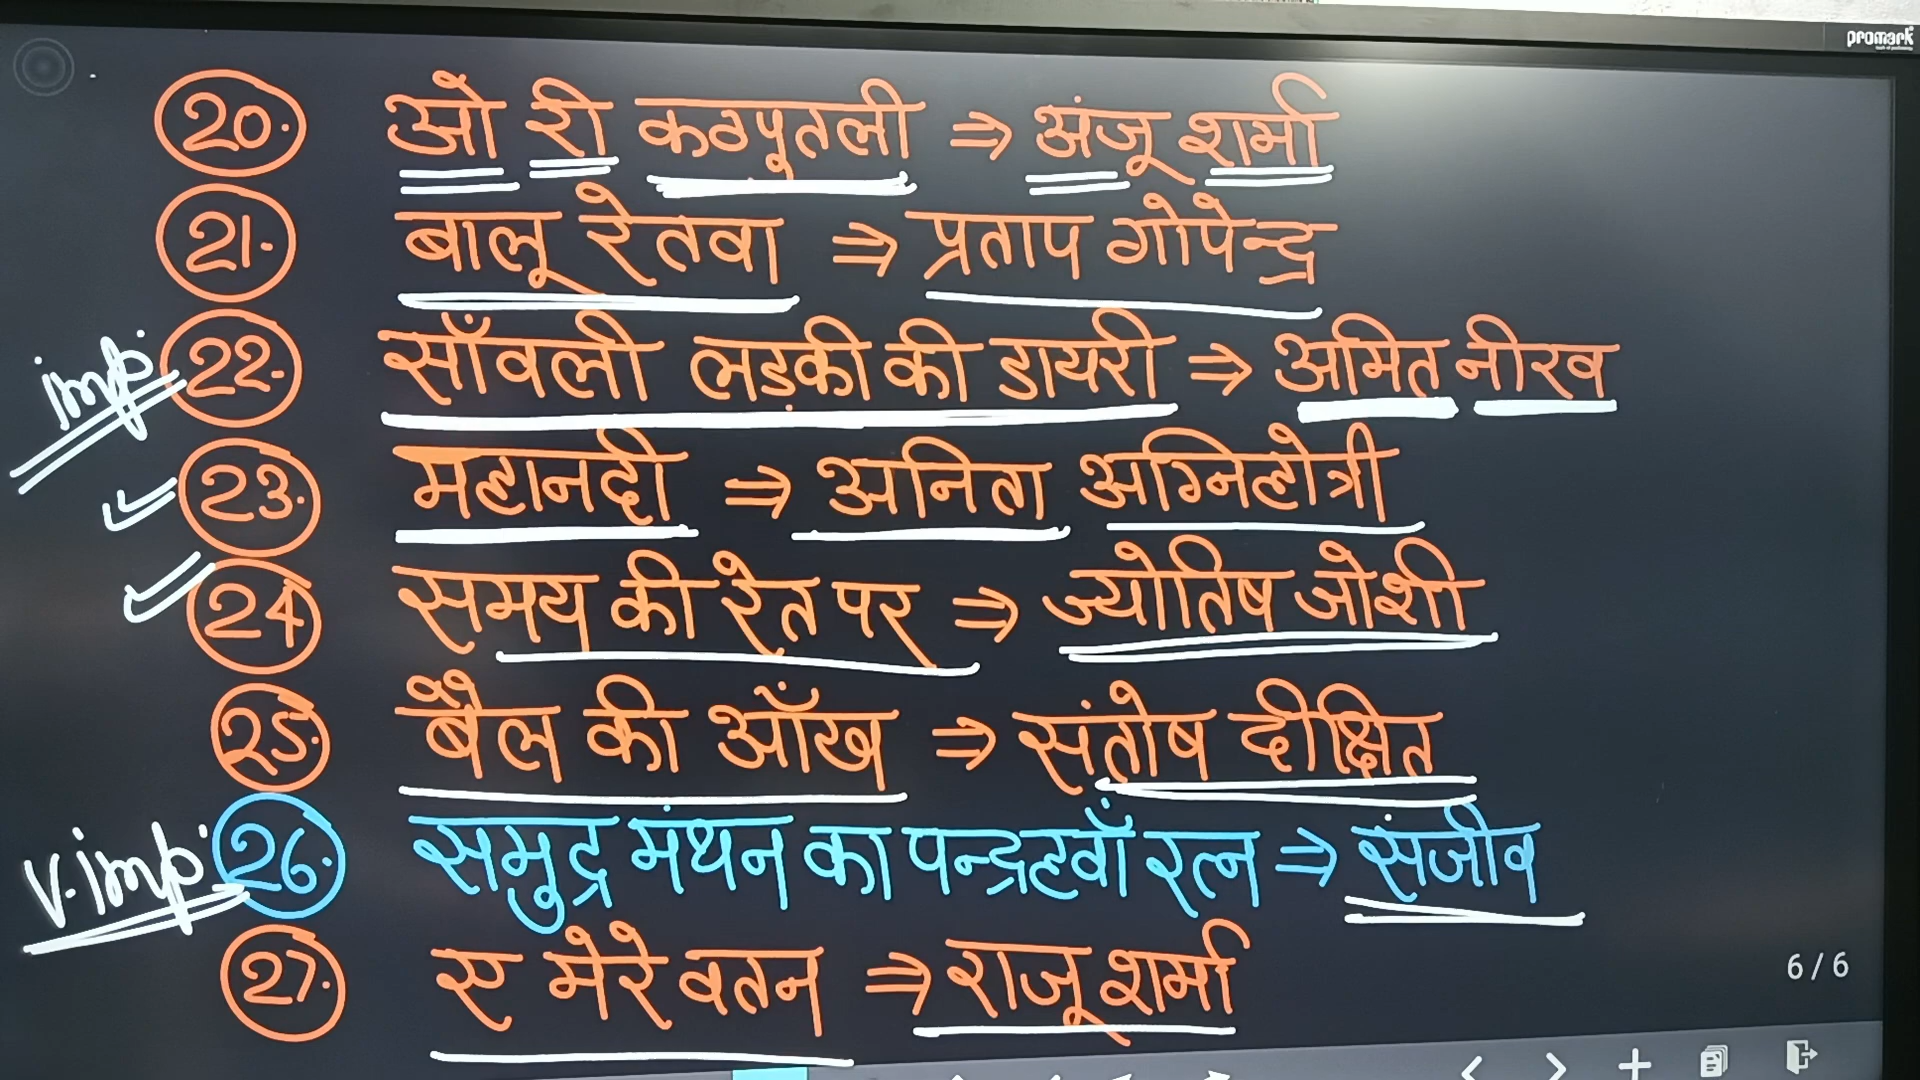 promark
20. ओ री कठपूतली ⇒ अंजू शर्मा
21. बालू रेतवा ⇒ प्रताप गोपेन्द्र
imp. 22. साँवली लड़की की डायरी ⇒ अमित नीरव
23. महानदी ⇒ अनिता अग्निहोत्री
24 समय की रेत पर ⇒ ज्योतिष जोशी
25. बैल की आँख ⇒ संतोष दीक्षित
v.imp. 26. समुद्र मंथन का पन्द्रहवाँ रत्न ⇒ संजीव
27. ए मेरे वतन ⇒ राजू शर्मा
6/6